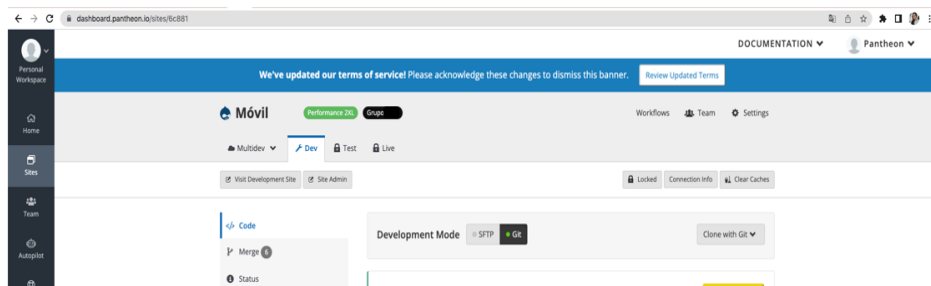 dashboard.pantheon.io/sites/6c881
DOCUMENTATION
Pantheon
Personal
Workspace
We've updated our terms of service! Please acknowledge these changes to dismiss this banner.
Review Updated Terms
Home
Móvil
Performance 2XL
Grupo
Workflows
Team
Settings
Multidev
Dev
Test
Live
Sites
Visit Development Site
Site Admin
Locked
Connection Info
Clear Caches
Team
Code
Development Mode
SFTP
Git
Clone with Git
Merge 6
Autopilot
Status